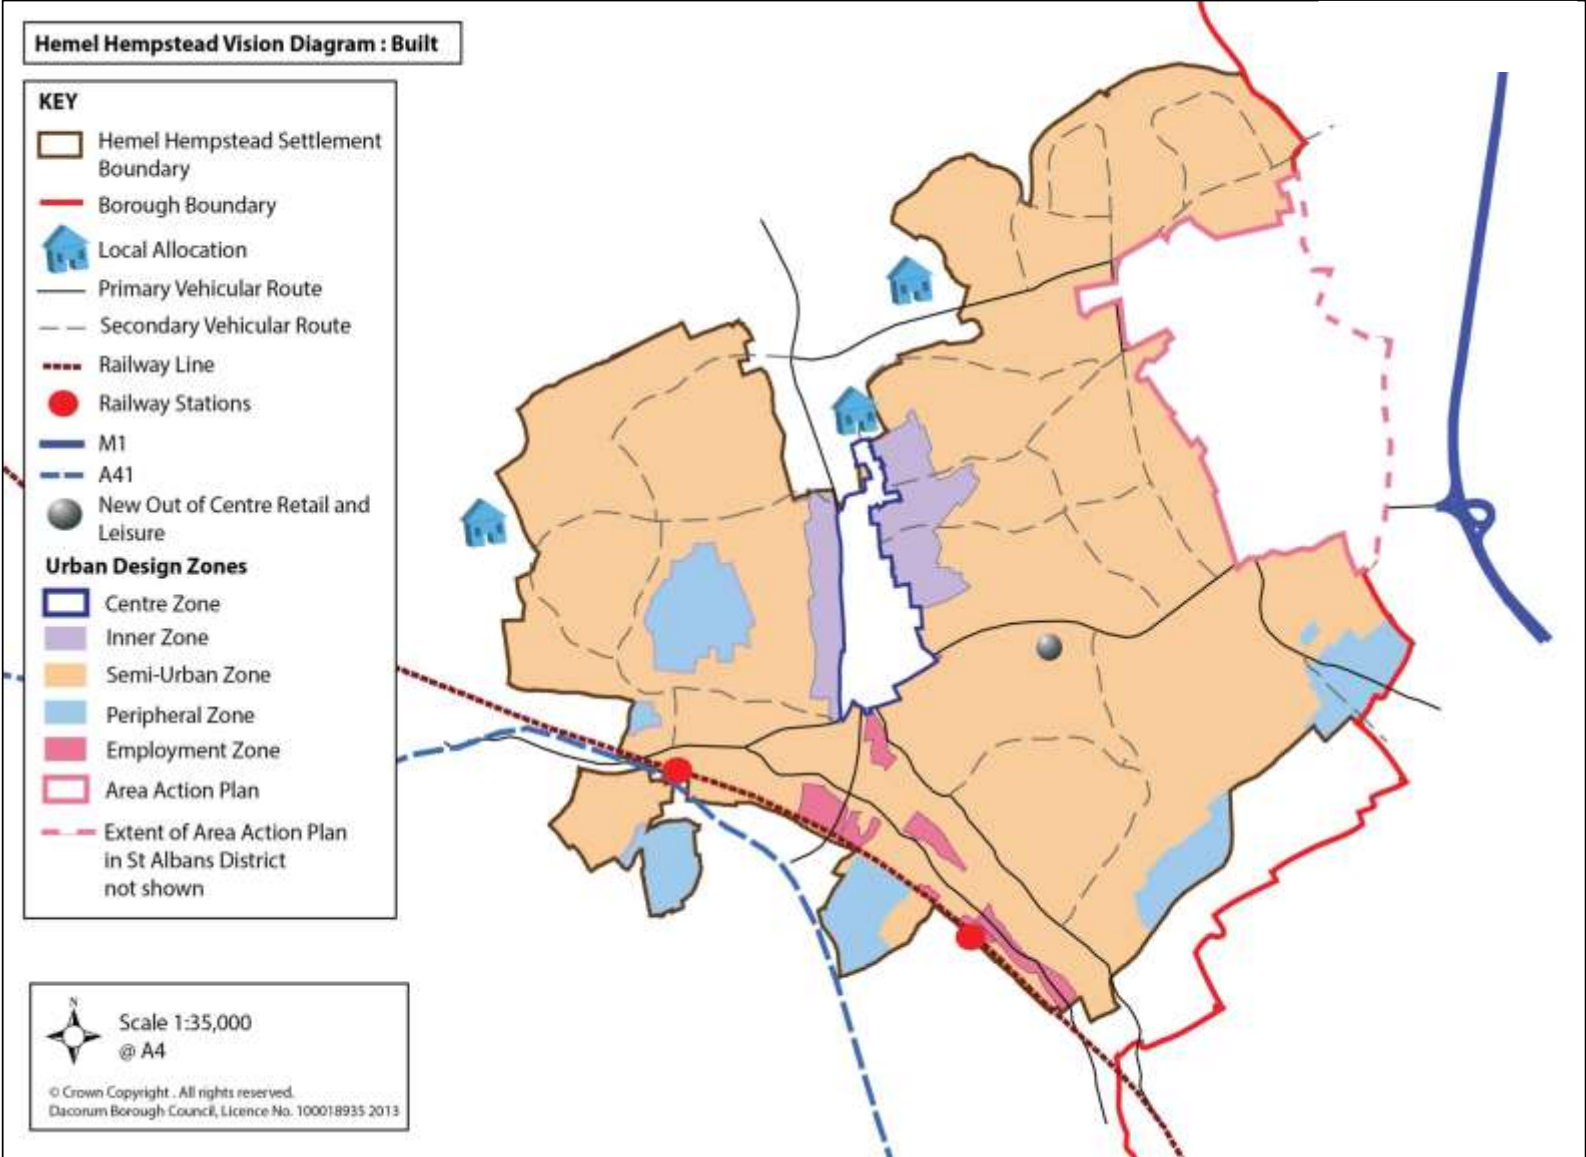 Hemel Hempstead Vision Diagram : Built
KEY
Hemel Hempstead Settlement
Boundary
Borough Boundary
Local Allocation
Primary Vehicular Route
Secondary Vehicular Route
Railway Line
Railway Stations
M1
A41
New Out of Centre Retail and
Leisure
Urban Design Zones
Centre Zone
Inner Zone
Semi-Urban Zone
Peripheral Zone
Employment Zone
Area Action Plan
Extent of Area Action Plan
in St Albans District
not shown
N
Scale 1:35,000
@ A4
© Crown Copyright . All rights reserved.
Dacorum Borough Council, Licence No. 100018935 2013